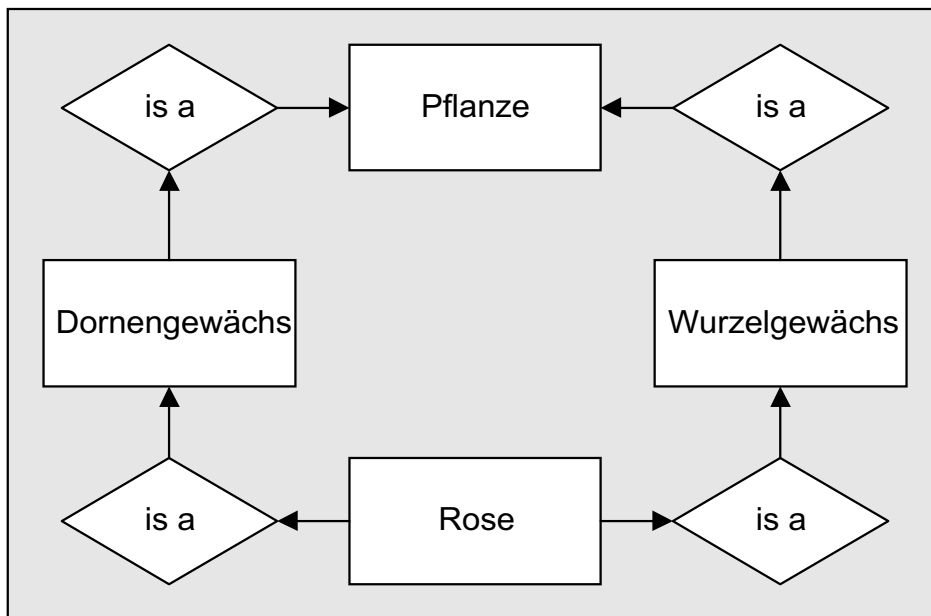 is a
Pflanze
is a
Dornengewächs
Wurzelgewächs
is a
Rose
is a